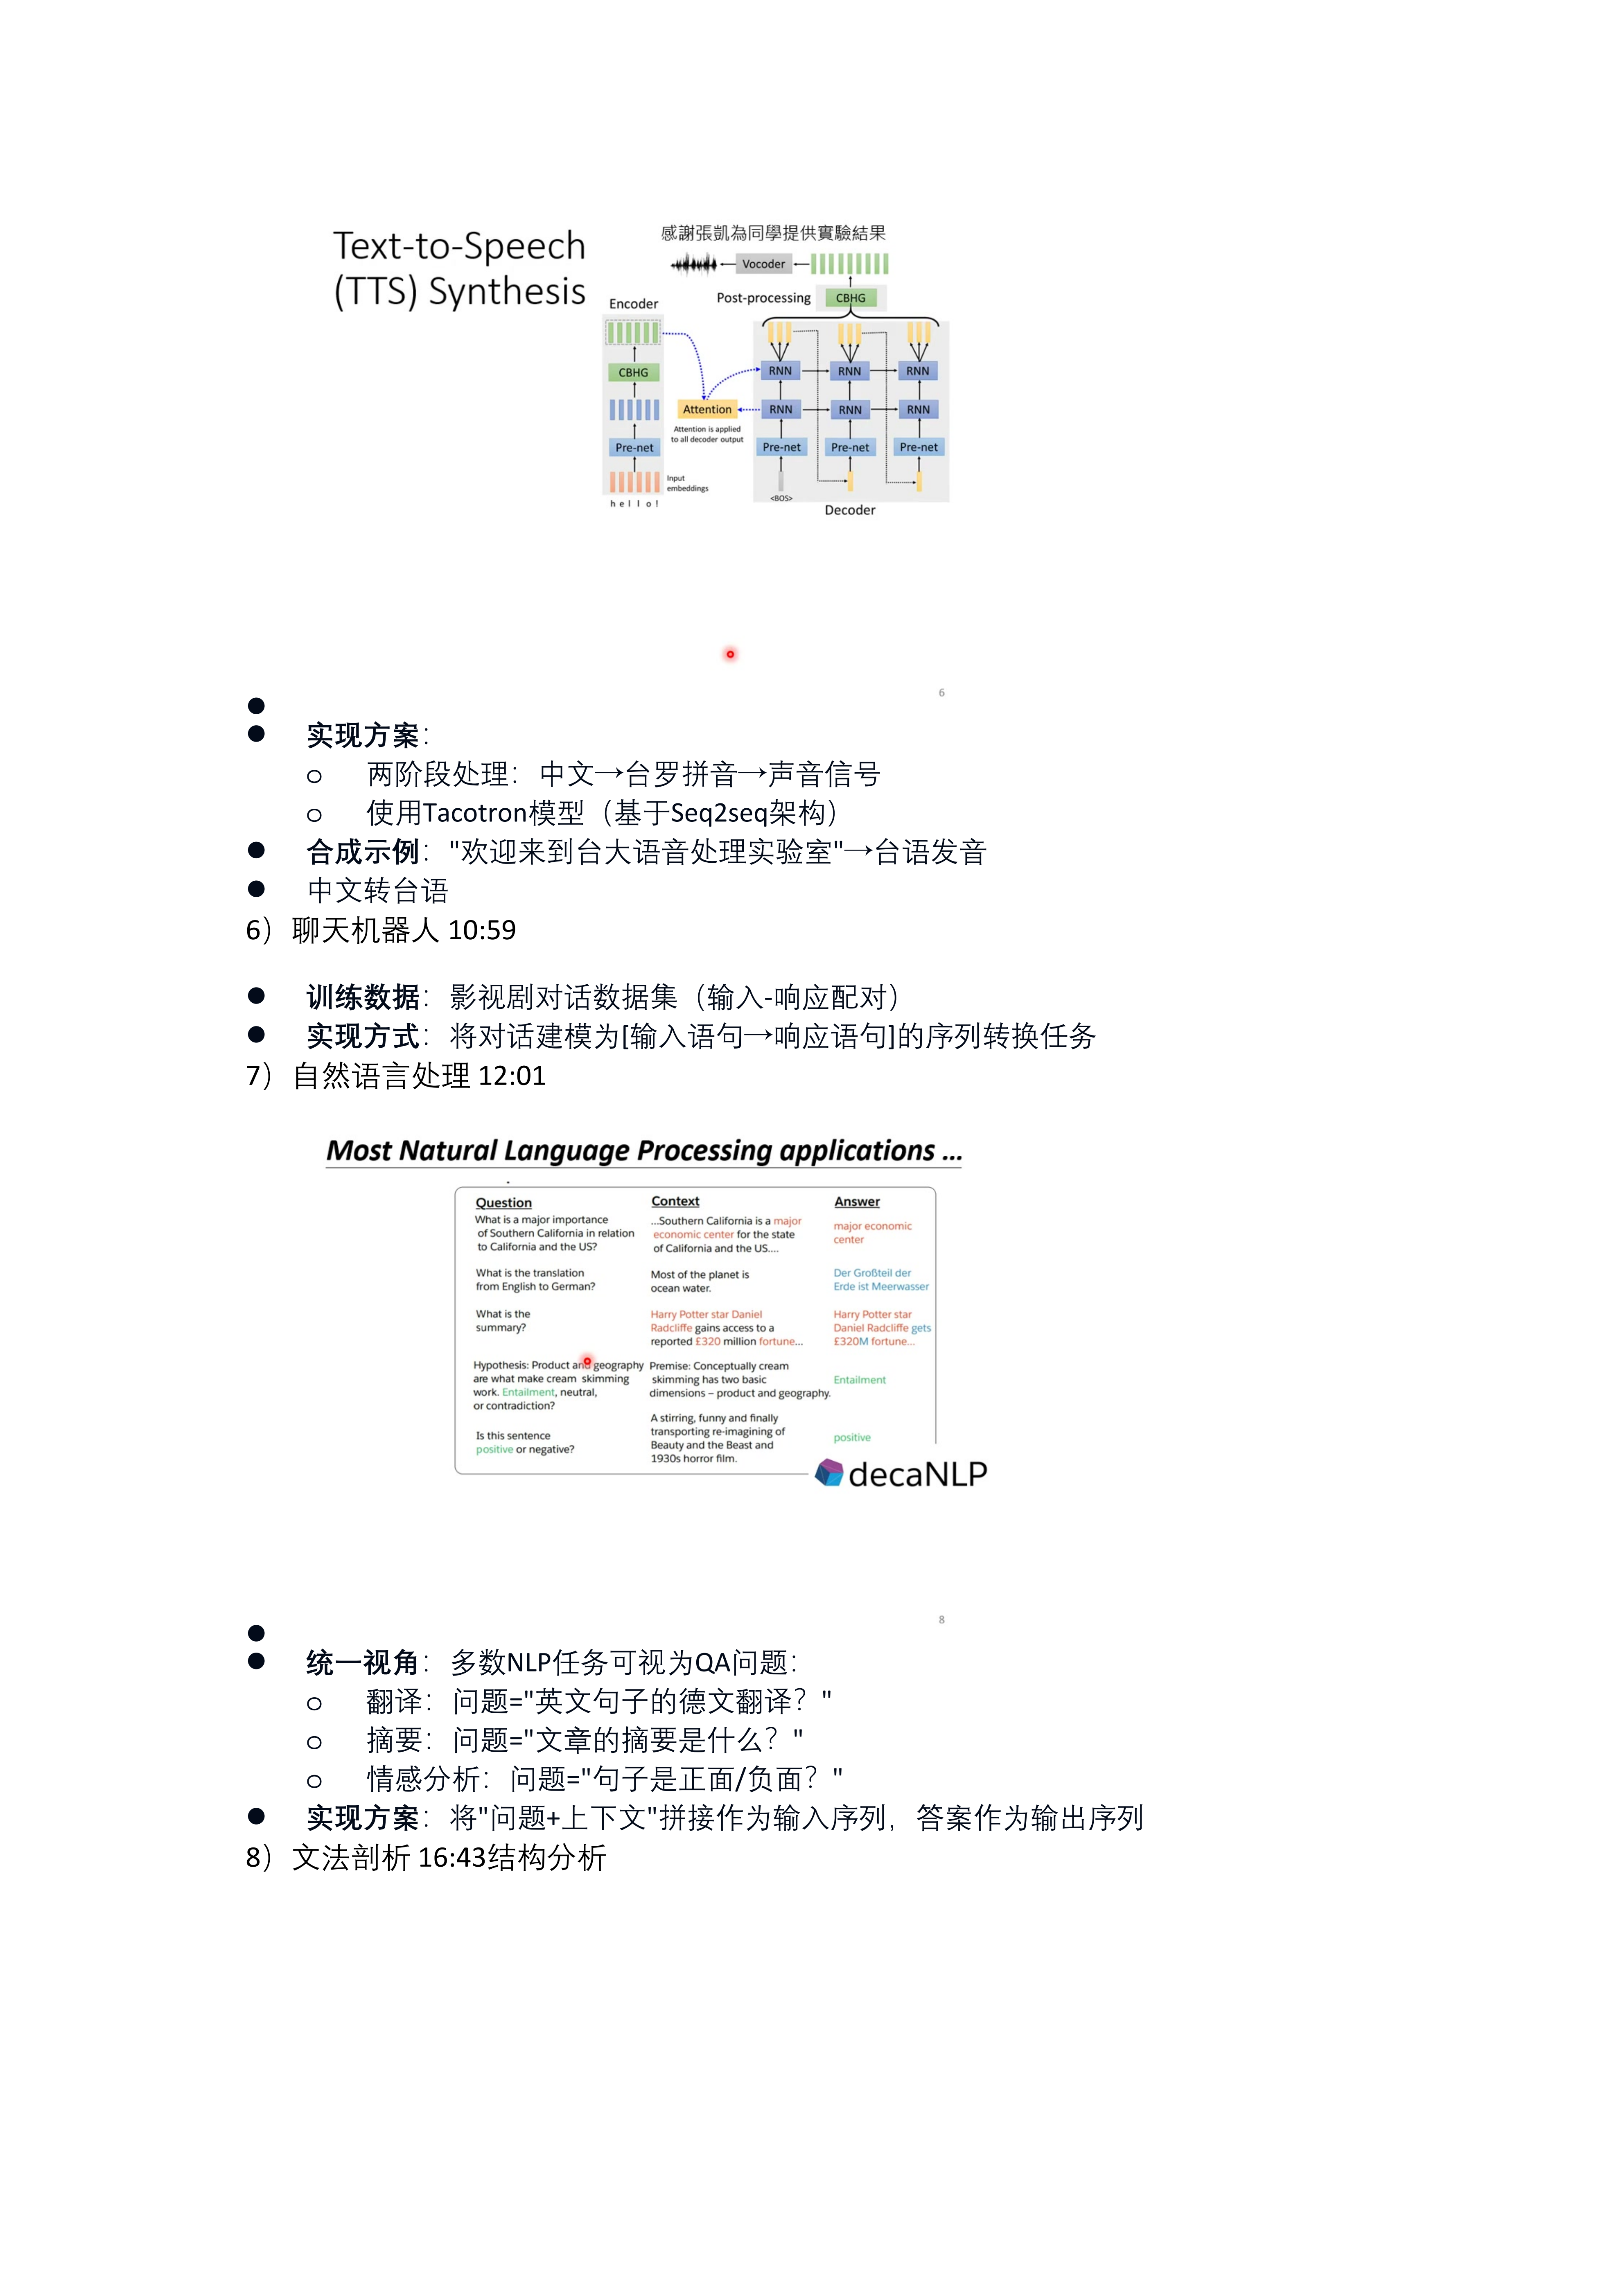 Text-to-Speech
(TTS) Synthesis
感謝張凱為同學提供實驗結果
Vocoder
Post-processing
CBHG
Encoder
CBHG
RNN
RNN
RNN
Attention
RNN
RNN
RNN
Attention is applied
to all decoder output
Pre-net
Pre-net
Pre-net
Pre-net
Input
embeddings
<BOS>
h e l l o !
Decoder
6
实现方案：
两阶段处理：中文→台罗拼音→声音信号
使用Tacotron模型（基于Seq2seq架构）
合成示例："欢迎来到台大语音处理实验室"→台语发音
中文转台语
6）聊天机器人 10:59
训练数据：影视剧对话数据集（输入-响应配对）
实现方式：将对话建模为[输入语句→响应语句]的序列转换任务
7）自然语言处理 12:01
Most Natural Language Processing applications ...
Question Context Answer
What is a major importance
of Southern California in relation
to California and the US?
...Southern California is a major
economic center for the state
of California and the US....
major economic
center
What is the translation
from English to German?
Most of the planet is
ocean water.
Der Großteil der
Erde ist Meerwasser
What is the
summary?
Harry Potter star Daniel
Radcliffe gains access to a
reported £320 million fortune...
Harry Potter star
Daniel Radcliffe gets
£320M fortune...
Hypothesis: Product and geography
are what make cream skimming
work. Entailment, neutral,
or contradiction?
Premise: Conceptually cream
skimming has two basic
dimensions – product and geography.
Entailment
Is this sentence
positive or negative?
A stirring, funny and finally
transporting re-imagining of
Beauty and the Beast and
1930s horror film.
positive
decaNLP
8
统一视角：多数NLP任务可视为QA问题：
翻译：问题="英文句子的德文翻译？"
摘要：问题="文章的摘要是什么？"
情感分析：问题="句子是正面/负面？"
实现方案：将"问题+上下文"拼接作为输入序列，答案作为输出序列
8）文法剖析 16:43结构分析